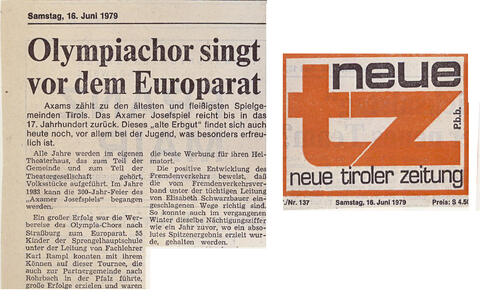 Samstag, 16. Juni 1979
Olympiachor singt
vor dem Europarat
Axams zählt zu den ältesten und fleißigsten Spielge-
meinden Tirols. Das Axamer Josefspiel reicht bis in das
17. Jahrhundert zurück. Dieses „alte Erbgut" findet sich auch
heute noch, vor allem bei der Jugend, was besonders erfreu-
lich ist.
Alle Jahre werden im eigenen
Theaterhaus, das zum Teil der
Gemeinde und zum Teil der
Theatergesellschaft gehört,
Volksstücke aufgeführt. Im Jahre
1983 kann die 300-Jahr-Feier des
„Axamer Josefspiels" begangen
werden.
Ein großer Erfolg war die Wer-
bereise des Olympia-Chors nach
Straßburg zum Europarat. 55
Kinder der Sprengelhauptschule
unter der Leitung von Fachlehrer
Karl Rampl konnten mit ihrem
Können auf dieser Tournee, die
auch zur Partnergemeinde nach
Rohrbach in der Pfalz führte,
große Erfolge erzielen und waren
die beste Werbung für ihren Hei-
matort.
Die positive Entwicklung des
Fremdenverkehrs beweist, daß
die vom Fremdenverkehrsver-
band unter der tüchtigen Leitung
von Elisabeth Schwarzbauer ein-
geschlagenen Wege richtig sind.
So konnte auch im vergangenen
Winter dieselbe Nächtigungsziffer
wie ein Jahr zuvor, wo ein abso-
lutes Spitzenergebnis erzielt wur-
de, gehalten werden.
neue
tz
P.b.b.
neue tiroler zeitung
/Nr. 137
Samstag, 16. Juni 1979
Preis: S 4.50